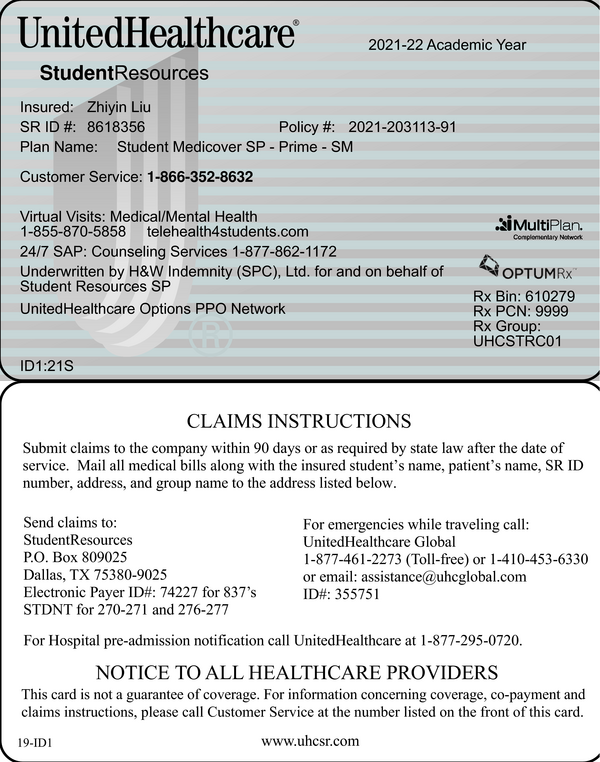 UnitedHealthcare®
2021-22 Academic Year
StudentResources
Insured: Zhiyin Liu
SR ID #: 8618356 Policy #: 2021-203113-91
Plan Name: Student Medicover SP - Prime - SM
Customer Service: 1-866-352-8632
Virtual Visits: Medical/Mental Health
1-855-870-5858 telehealth4students.com
24/7 SAP: Counseling Services 1-877-862-1172
Underwritten by H&W Indemnity (SPC), Ltd. for and on behalf of
Student Resources SP
UnitedHealthcare Options PPO Network
MultiPlan.
Complementary Network
OPTUMRx™
Rx Bin: 610279
Rx PCN: 9999
Rx Group:
UHCSTRC01
®
ID1:21S
CLAIMS INSTRUCTIONS
Submit claims to the company within 90 days or as required by state law after the date of
service. Mail all medical bills along with the insured student's name, patient's name, SR ID
number, address, and group name to the address listed below.
Send claims to:
StudentResources
P.O. Box 809025
Dallas, TX 75380-9025
Electronic Payer ID#: 74227 for 837's
STDNT for 270-271 and 276-277
For emergencies while traveling call:
UnitedHealthcare Global
1-877-461-2273 (Toll-free) or 1-410-453-6330
or email: assistance@uhcglobal.com
ID#: 355751
For Hospital pre-admission notification call UnitedHealthcare at 1-877-295-0720.
NOTICE TO ALL HEALTHCARE PROVIDERS
This card is not a guarantee of coverage. For information concerning coverage, co-payment and
claims instructions, please call Customer Service at the number listed on the front of this card.
19-ID1
www.uhcsr.com